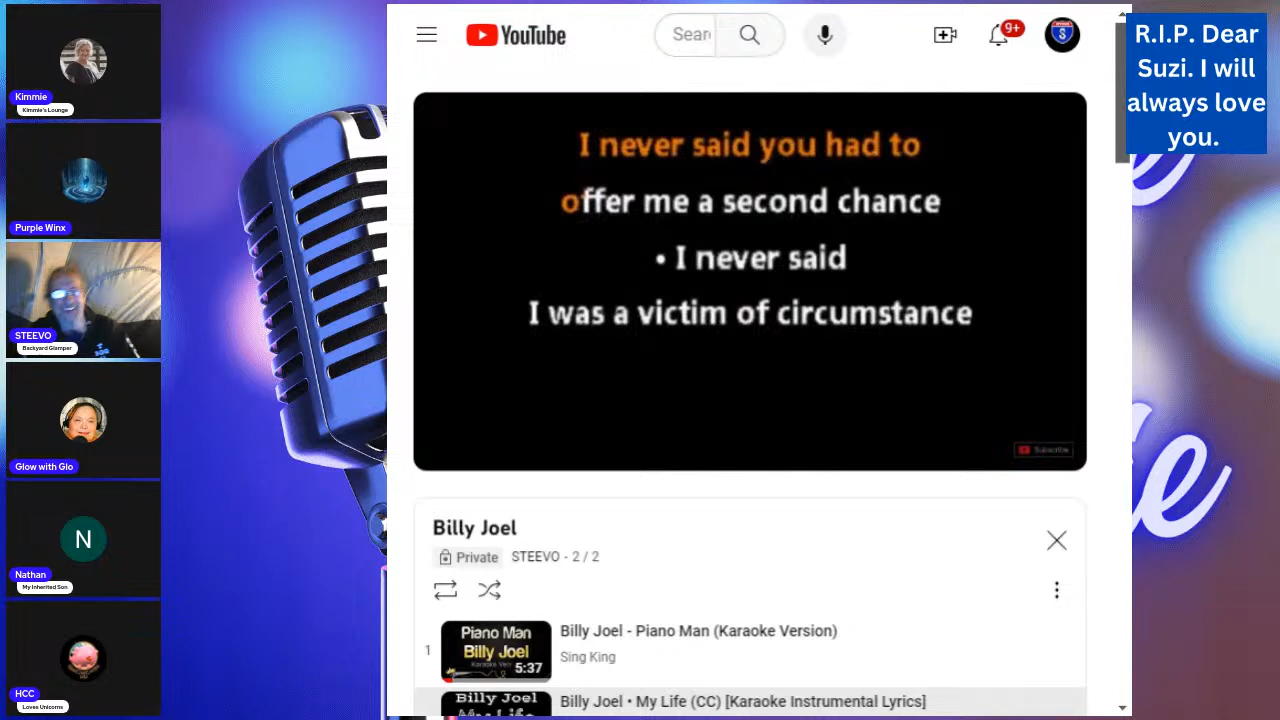 Kimmie
Kimmie's Lounge
Purple Winx
STEEVO
Backyard Glamper
Glow with Glo
N
Nathan
My Inherited Son
HCC
Loves Unicorns
YouTube
Sear
9+
I never said you had to
offer me a second chance
• I never said
I was a victim of circumstance
Subscribe
Billy Joel
Private STEEVO - 2 / 2
1
Piano Man
Billy Joel
5:37
Billy Joel - Piano Man (Karaoke Version)
Sing King
Billy Joel
Billy Joel • My Life (CC) [Karaoke Instrumental Lyrics]
R.I.P. Dear
Suzi. I will
always love
you.